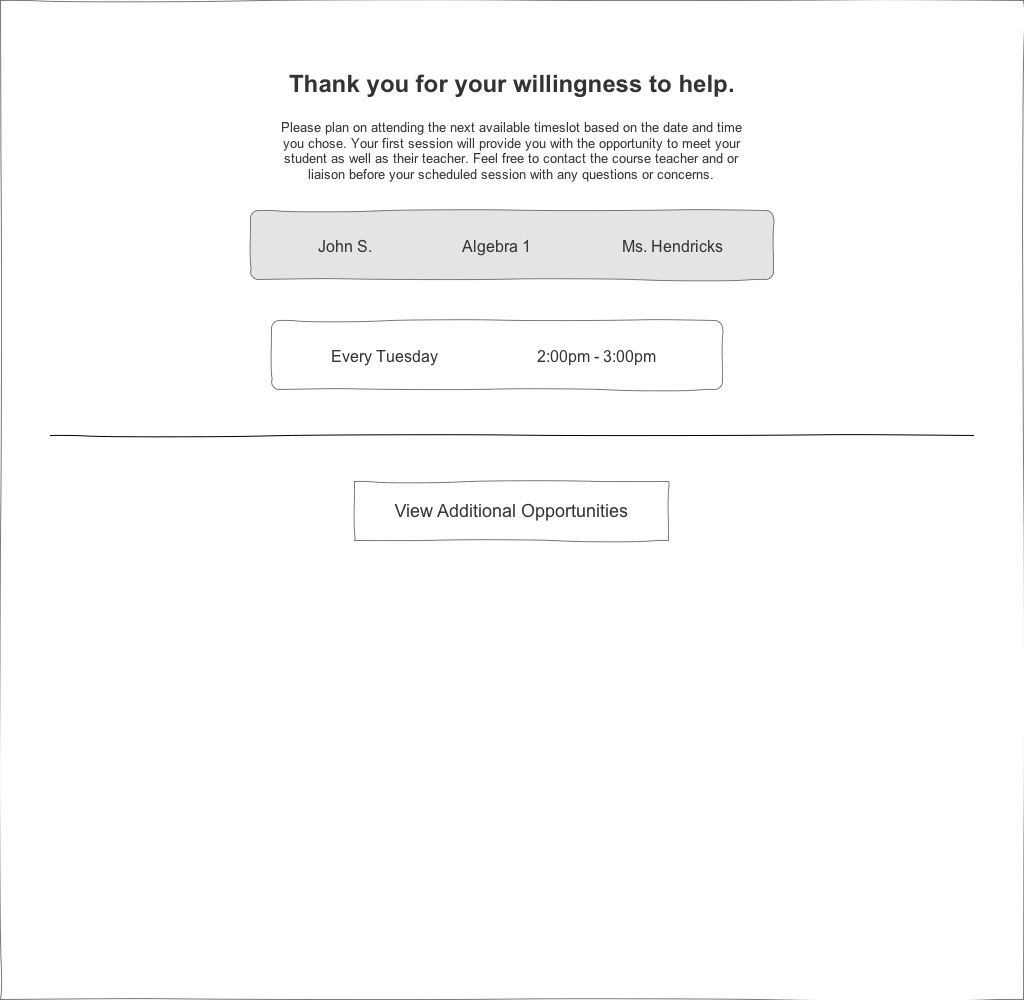 Thank you for your willingness to help.
Please plan on attending the next available timeslot based on the date and time
you chose. Your first session will provide you with the opportunity to meet your
student as well as their teacher. Feel free to contact the course teacher and or
liaison before your scheduled session with any questions or concerns.
John S. Algebra 1 Ms. Hendricks
Every Tuesday 2:00pm - 3:00pm
View Additional Opportunities